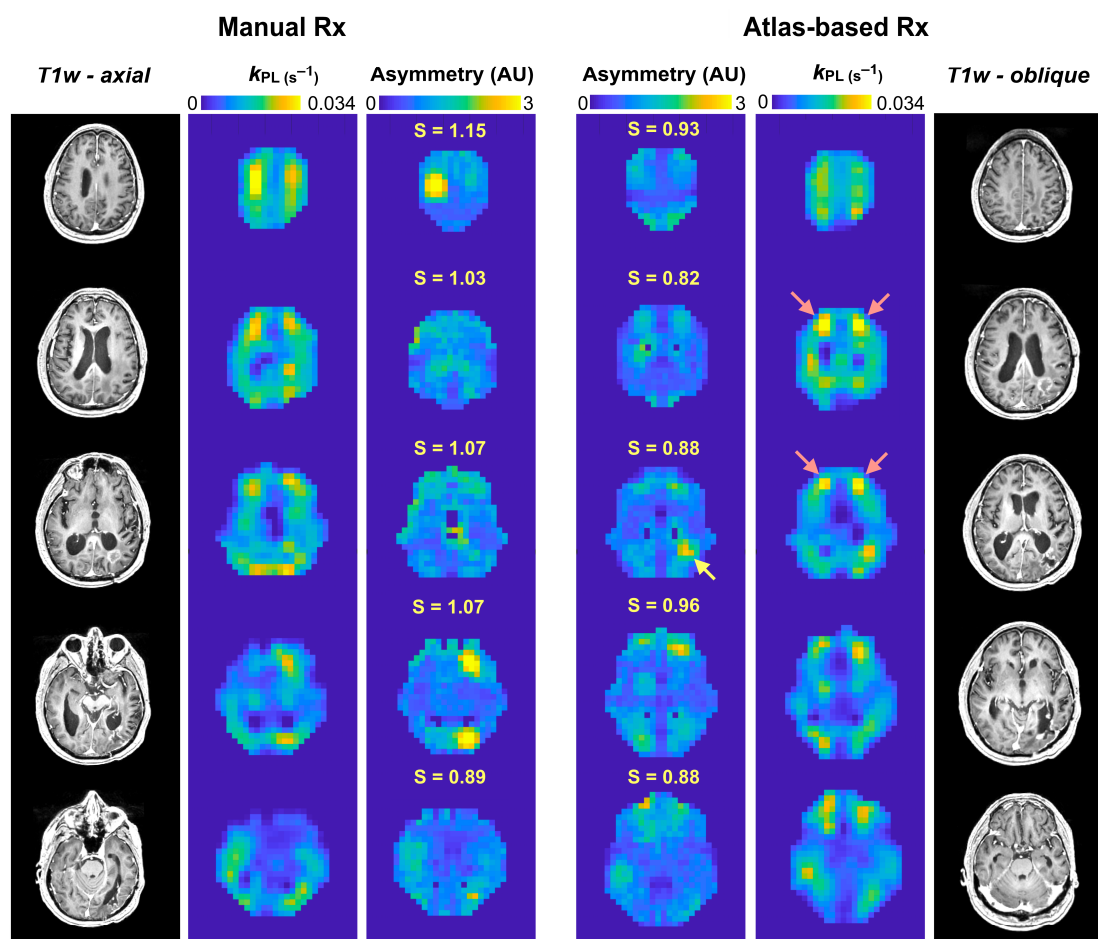 Manual Rx
Atlas-based Rx
T1w - axial
kPL (s–1)
Asymmetry (AU)
Asymmetry (AU)
kPL (s–1)
T1w - oblique
0 0.034
0 3
0 3
0 0.034
S = 1.15
S = 0.93
S = 1.03
S = 0.82
S = 1.07
S = 0.88
S = 1.07
S = 0.96
S = 0.89
S = 0.88